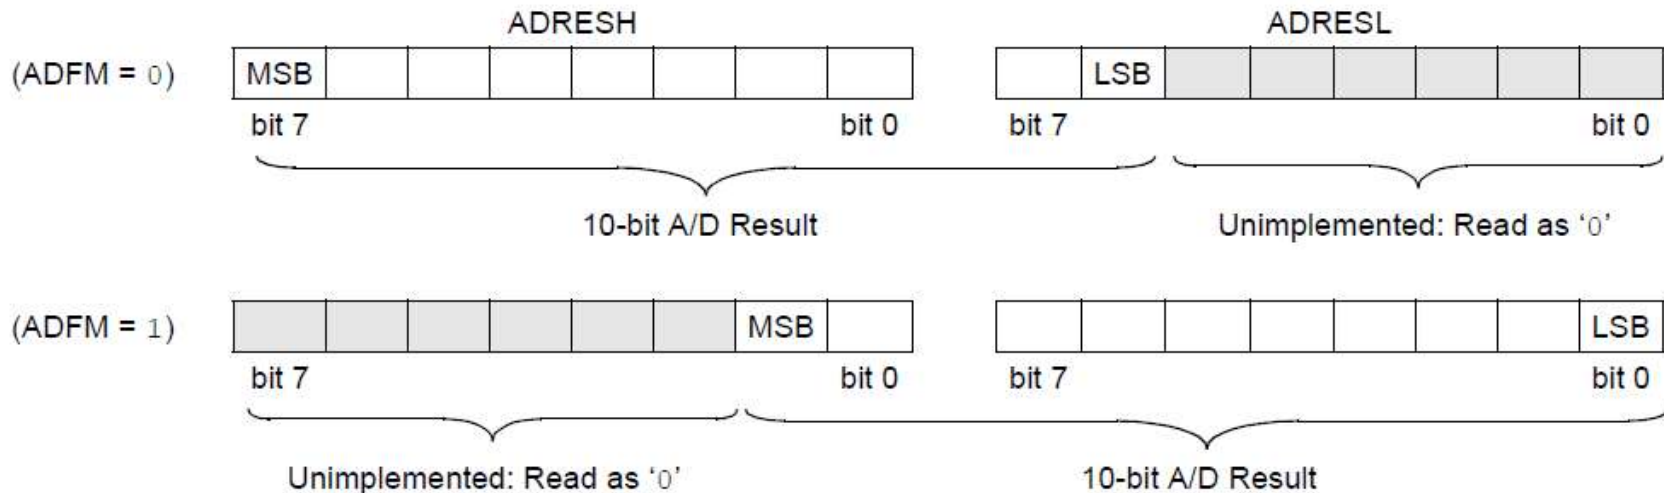 ADRESH ADRESL
(ADFM = 0) MSB LSB
bit 7 bit 0 bit 7 bit 0
10-bit A/D Result Unimplemented: Read as ‘0’
(ADFM = 1) MSB LSB
bit 7 bit 0 bit 7 bit 0
Unimplemented: Read as ‘0’ 10-bit A/D Result